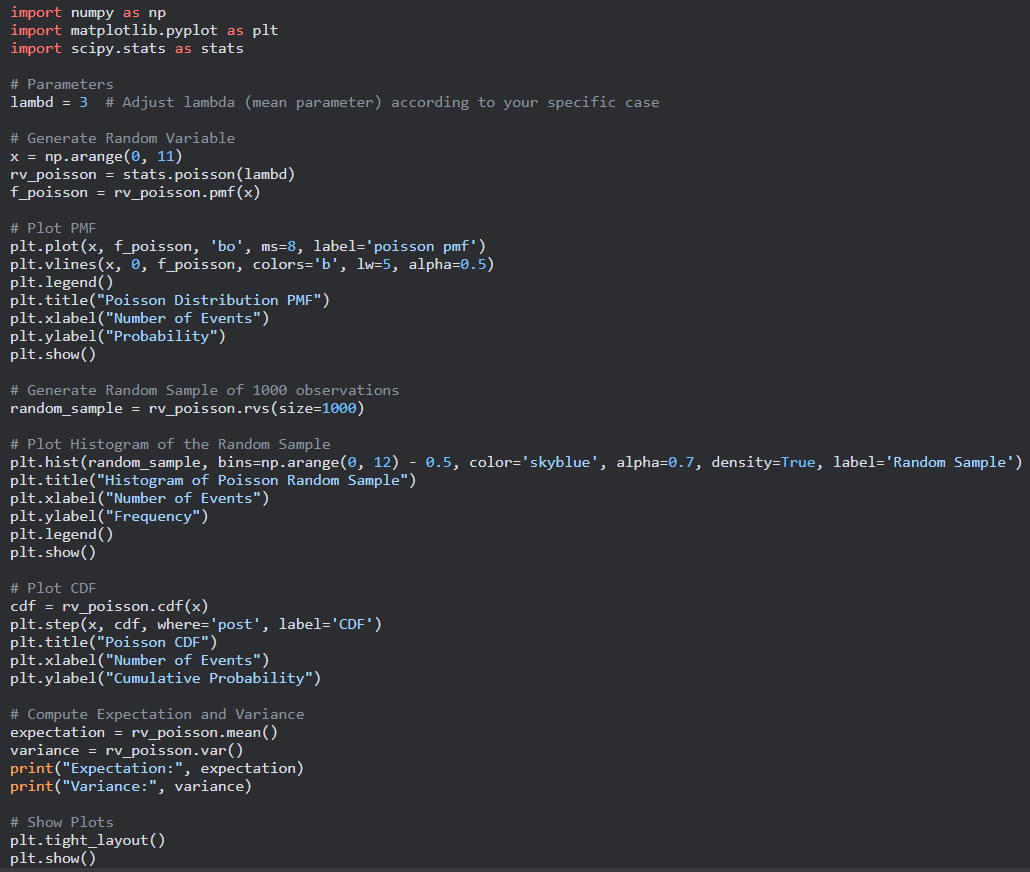 import numpy as np
import matplotlib.pyplot as plt
import scipy.stats as stats

# Parameters
lambd = 3  # Adjust lambda (mean parameter) according to your specific case

# Generate Random Variable
x = np.arange(0, 11)
rv_poisson = stats.poisson(lambd)
f_poisson = rv_poisson.pmf(x)

# Plot PMF
plt.plot(x, f_poisson, 'bo', ms=8, label='poisson pmf')
plt.vlines(x, 0, f_poisson, colors='b', lw=5, alpha=0.5)
plt.legend()
plt.title("Poisson Distribution PMF")
plt.xlabel("Number of Events")
plt.ylabel("Probability")
plt.show()

# Generate Random Sample of 1000 observations
random_sample = rv_poisson.rvs(size=1000)

# Plot Histogram of the Random Sample
plt.hist(random_sample, bins=np.arange(0, 12) - 0.5, color='skyblue', alpha=0.7, density=True, label='Random Sample')
plt.title("Histogram of Poisson Random Sample")
plt.xlabel("Number of Events")
plt.ylabel("Frequency")
plt.legend()
plt.show()

# Plot CDF
cdf = rv_poisson.cdf(x)
plt.step(x, cdf, where='post', label='CDF')
plt.title("Poisson CDF")
plt.xlabel("Number of Events")
plt.ylabel("Cumulative Probability")

# Compute Expectation and Variance
expectation = rv_poisson.mean()
variance = rv_poisson.var()
print("Expectation:", expectation)
print("Variance:", variance)

# Show Plots
plt.tight_layout()
plt.show()